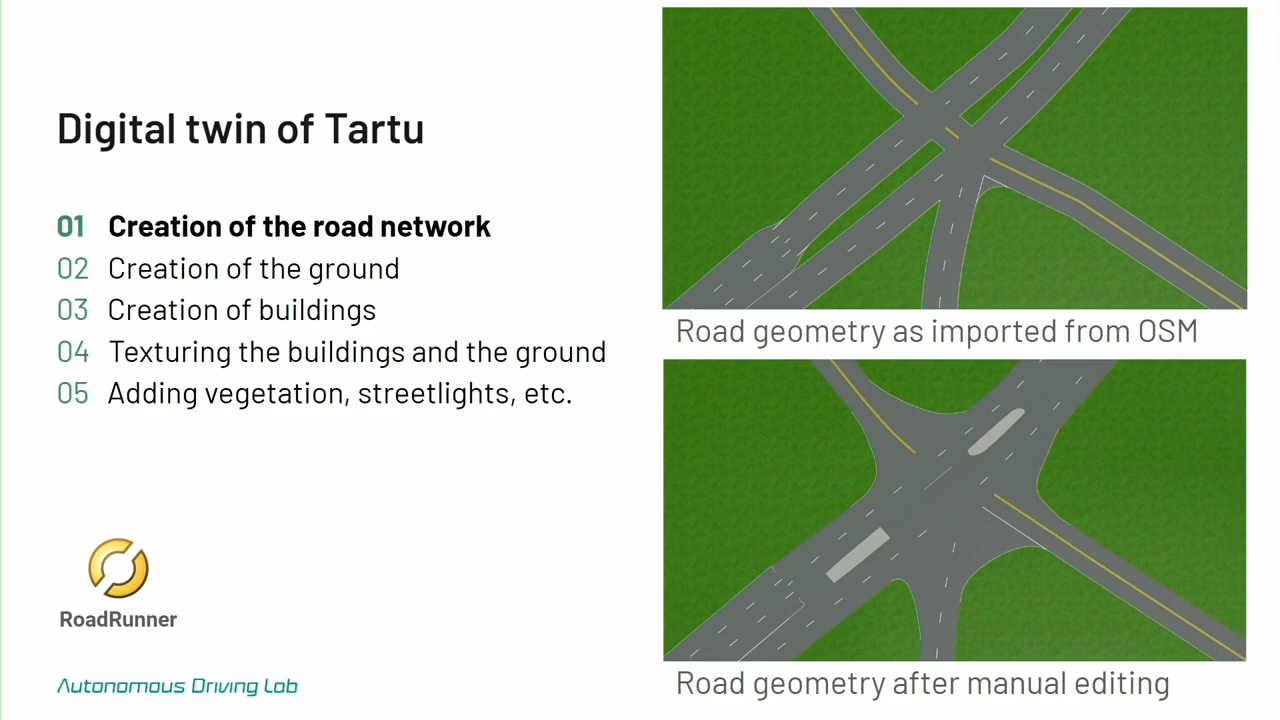 Digital twin of Tartu
01 Creation of the road network
02 Creation of the ground
03 Creation of buildings
04 Texturing the buildings and the ground
05 Adding vegetation, streetlights, etc.
RoadRunner
Autonomous Driving Lab
Road geometry as imported from OSM
Road geometry after manual editing